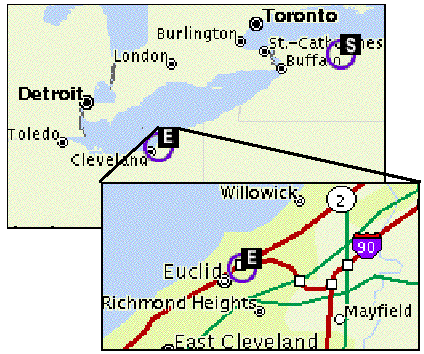 Toronto
Burlington
S
St.-Catharines
London
Buffalo
Detroit
Toledo
E
Cleveland
Willowick
2
90
E
Euclid
Richmond Heights
Mayfield
East Cleveland